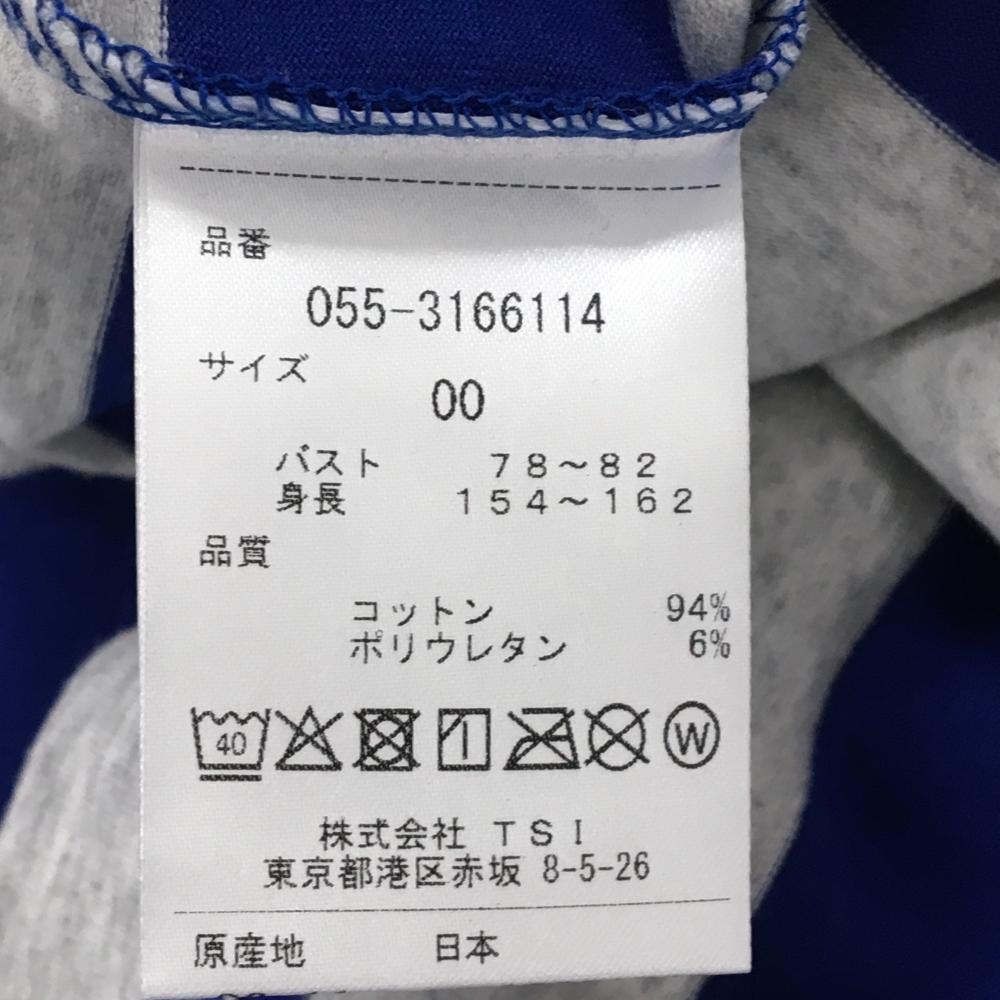 品番
055-3166114
サイズ
00
バスト 78～82
身長 154～162
品質
コットン 94%
ポリウレタン 6%
40 W
株式会社 TSI
東京都港区赤坂 8-5-26
原産地 日本